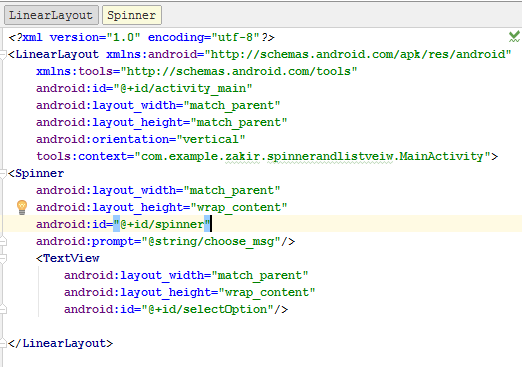 LinearLayout Spinner
<?xml version="1.0" encoding="utf-8"?>
<LinearLayout xmlns:android="http://schemas.android.com/apk/res/android"
    xmlns:tools="http://schemas.android.com/tools"
    android:id="@+id/activity_main"
    android:layout_width="match_parent"
    android:layout_height="match_parent"
    android:orientation="vertical"
    tools:context="com.example.zakir.spinnerandlistveiw.MainActivity">
<Spinner
    android:layout_width="match_parent"
    android:layout_height="wrap_content"
    android:id="@+id/spinner"
    android:prompt="@string/choose_msg"/>
    <TextView
        android:layout_width="match_parent"
        android:layout_height="wrap_content"
        android:id="@+id/selectOption"/>
</LinearLayout>